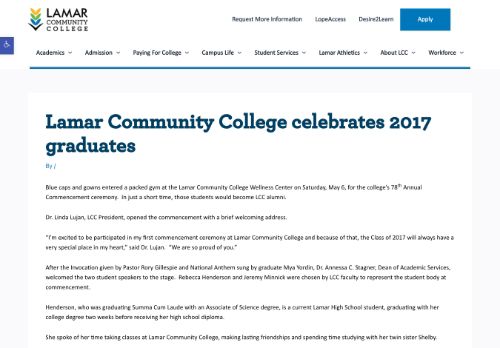 LAMAR
COMMUNITY
COLLEGE
Request More Information LopeAccess Desire2Learn Apply
Academics Admission Paying For College Campus Life Student Services Lamar Athletics About LCC Workforce
Lamar Community College celebrates 2017
graduates
By /
Blue caps and gowns entered a packed gym at the Lamar Community College Wellness Center on Saturday, May 6, for the college's 78th Annual
Commencement ceremony. In just a short time, those students would become LCC alumni.
Dr. Linda Lujan, LCC President, opened the commencement with a brief welcoming address.
"I'm excited to be participating in my first commencement ceremony at Lamar Community College and because of that, the Class of 2017 will always have a
very special place in my heart," said Dr. Lujan. "We are so proud of you."
After the Invocation given by Pastor Rory Gillespie and National Anthem sung by graduate Mya Yordin, Dr. Annessa C. Stagner, Dean of Academic Services,
welcomed the two student speakers to the stage. Rebecca Henderson and Jeremy Minnick were chosen by LCC faculty to represent the student body at
commencement.
Henderson, who was graduating Summa Cum Laude with an Associate of Science degree, is a current Lamar High School student, graduating with her
college degree two weeks before receiving her high school diploma.
She spoke of her time taking classes at Lamar Community College, making lasting friendships and spending time studying with her twin sister Shelby.